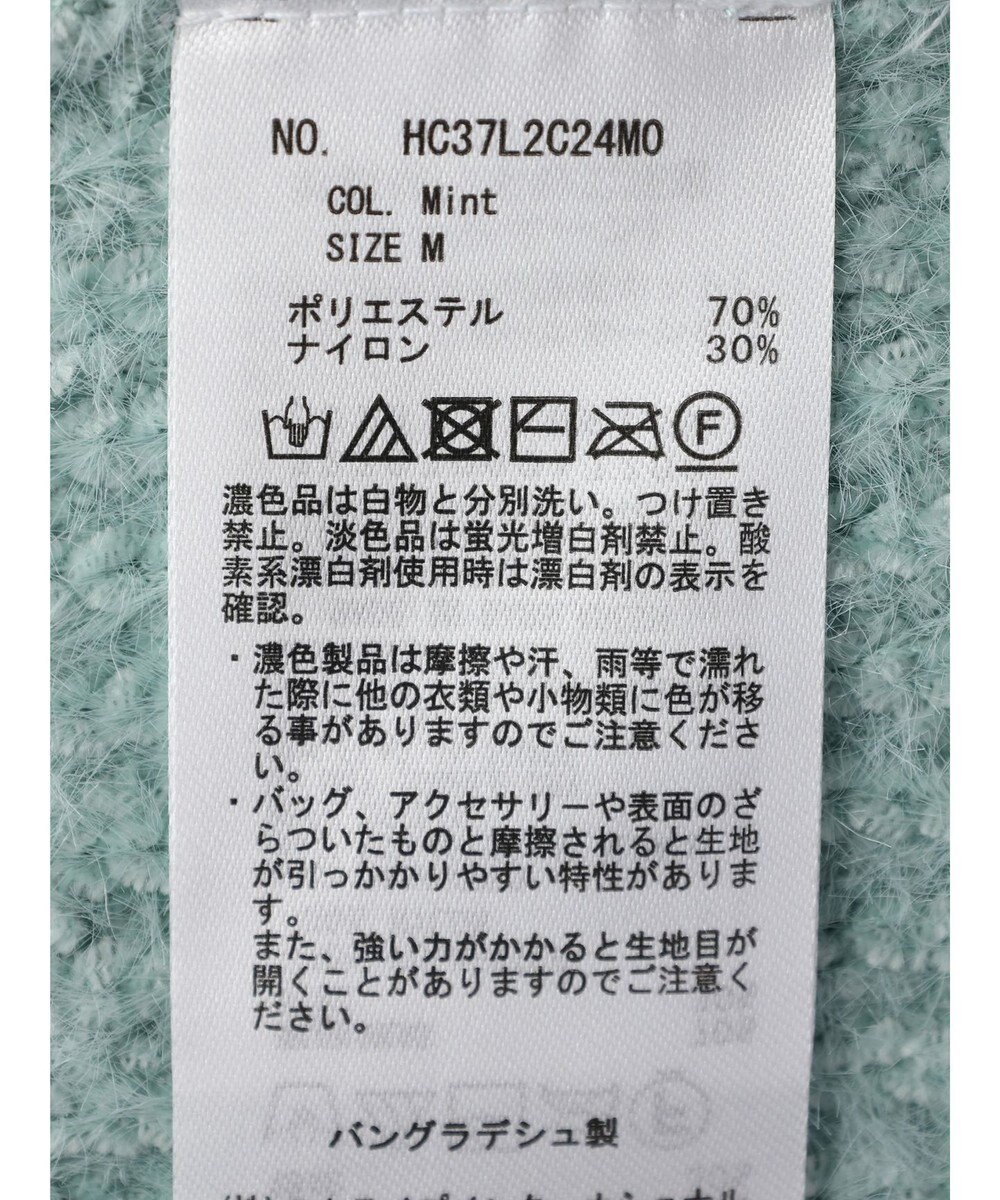 NO. HC37L2C24M0
COL. Mint
SIZE M
ポリエステル 70%
ナイロン 30%
F
濃色品は白物と分別洗い。つけ置き
禁止。淡色品は蛍光増白剤禁止。酸
素系漂白剤使用時は漂白剤の表示を
確認。
・濃色製品は摩擦や汗、雨等で濡れ
た際に他の衣類や小物類に色が移
る事がありますのでご注意くださ
い。
・バッグ、アクセサリーや表面のざ
らついたものと摩擦されると生地
が引っかかりやすい特性がありま
す。
また、強い力がかかると生地目が
開くことがありますのでご注意く
ださい。
バングラデシュ製